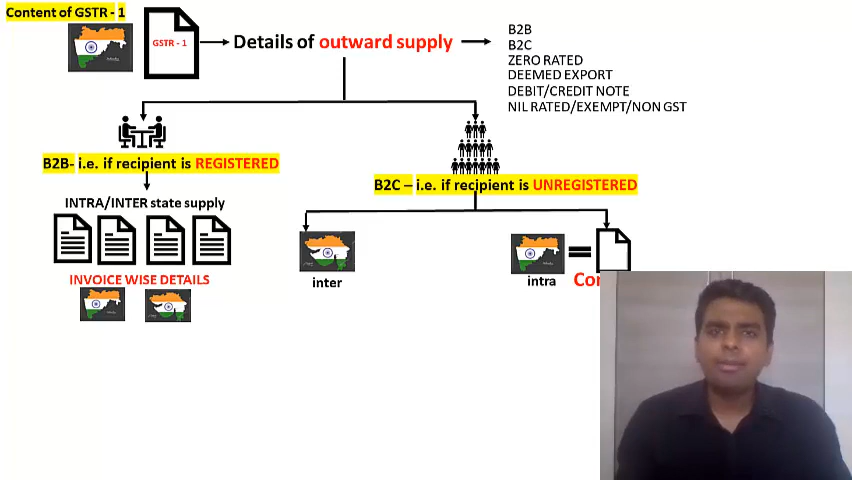 Content of GSTR - 1
GSTR - 1
Details of outward supply
B2B
B2C
ZERO RATED
DEEMED EXPORT
DEBIT/CREDIT NOTE
NIL RATED/EXEMPT/NON GST
B2B- i.e. if recipient is REGISTERED
B2C – i.e. if recipient is UNREGISTERED
INTRA/INTER state supply
INVOICE WISE DETAILS
inter
intra